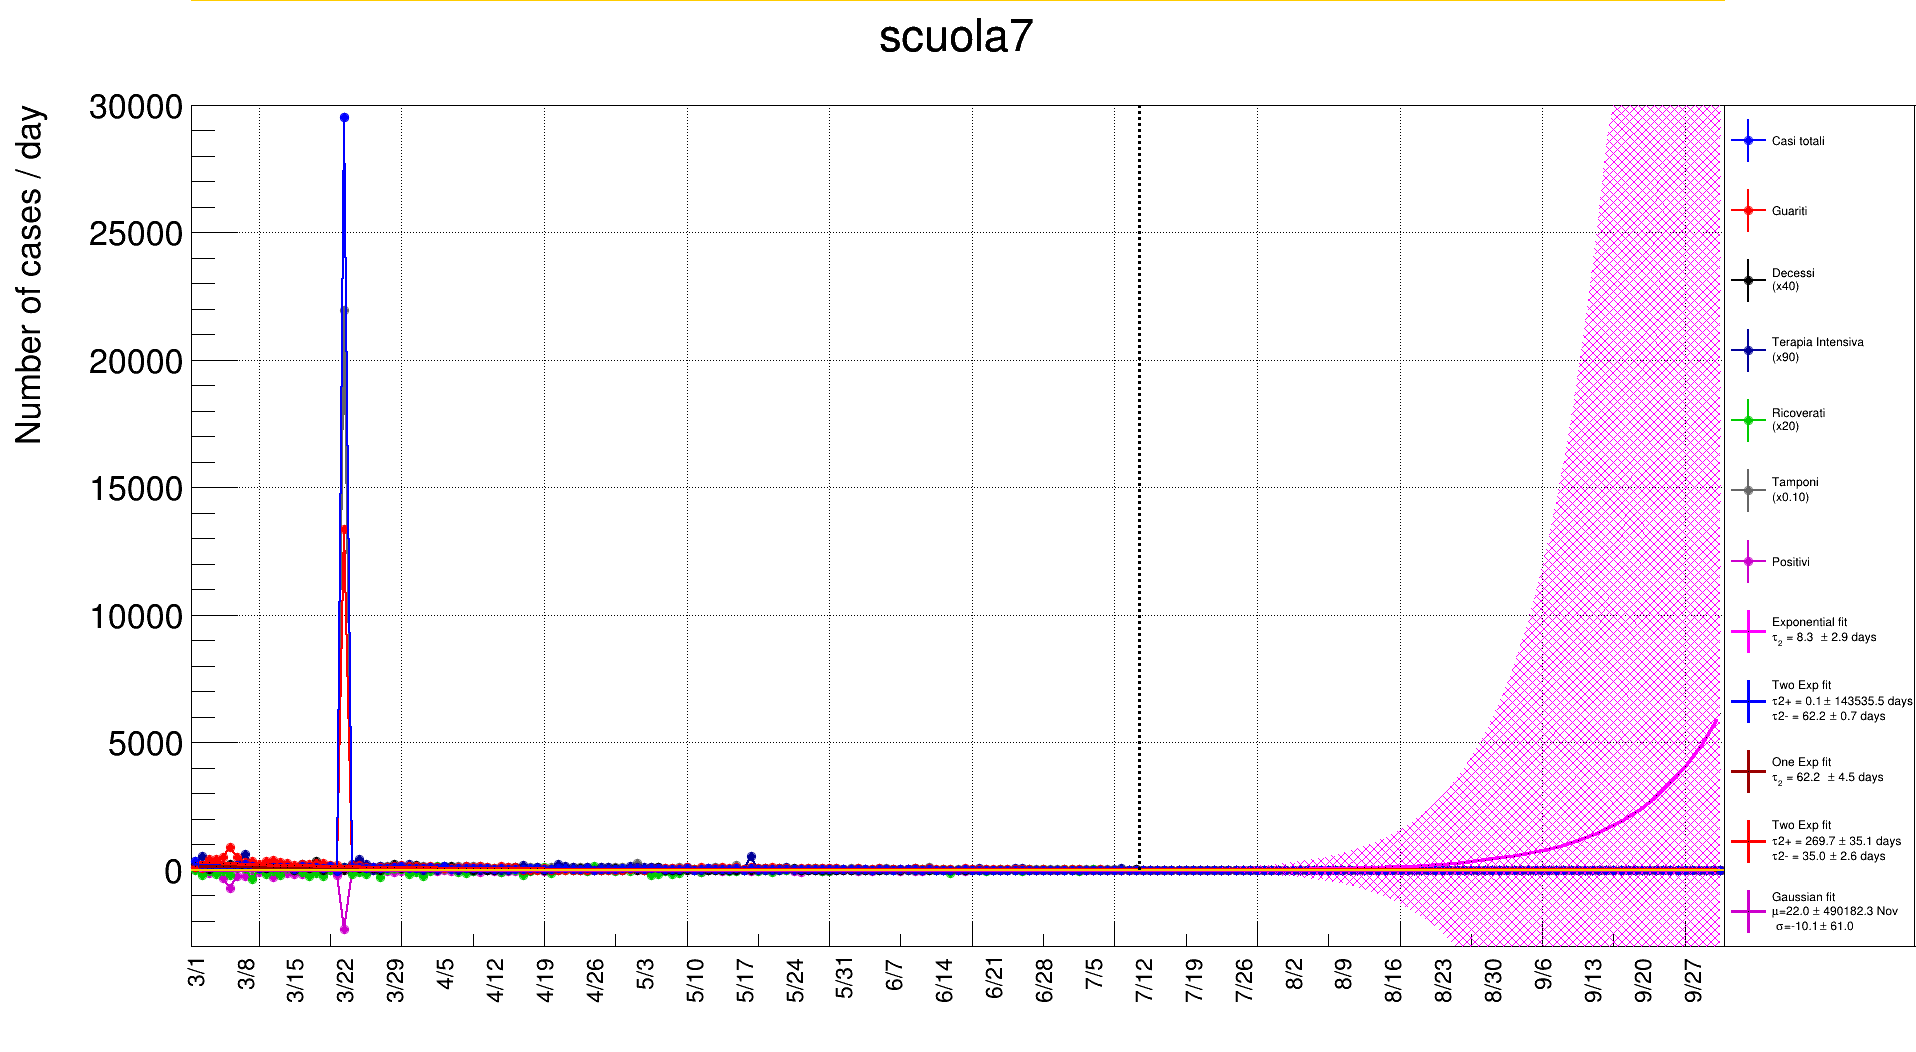 scuola7
Number of cases / day
30000
25000
20000
15000
10000
5000
0
3/1 3/8 3/15 3/22 3/29 4/5 4/12 4/19 4/26 5/3 5/10 5/17 5/24 5/31 6/7 6/14 6/21 6/28 7/5 7/12 7/19 7/26 8/2 8/9 8/16 8/23 8/30 9/6 9/13 9/20 9/27
Casi totali
Guariti
Decessi
(x40)
Terapia Intensiva
(x90)
Ricoverati
(x20)
Tamponi
(x0.10)
Positivi
Exponential fit
τ2 = 8.3 ± 2.9 days
Two Exp fit
τ2+ = 0.1 ± 143535.5 days
τ2- = 62.2 ± 0.7 days
One Exp fit
τ2 = 62.2 ± 4.5 days
Two Exp fit
τ2+ = 269.7 ± 35.1 days
τ2- = 35.0 ± 2.6 days
Gaussian fit
μ=22.0 ± 490182.3 Nov
σ=-10.1 ± 61.0